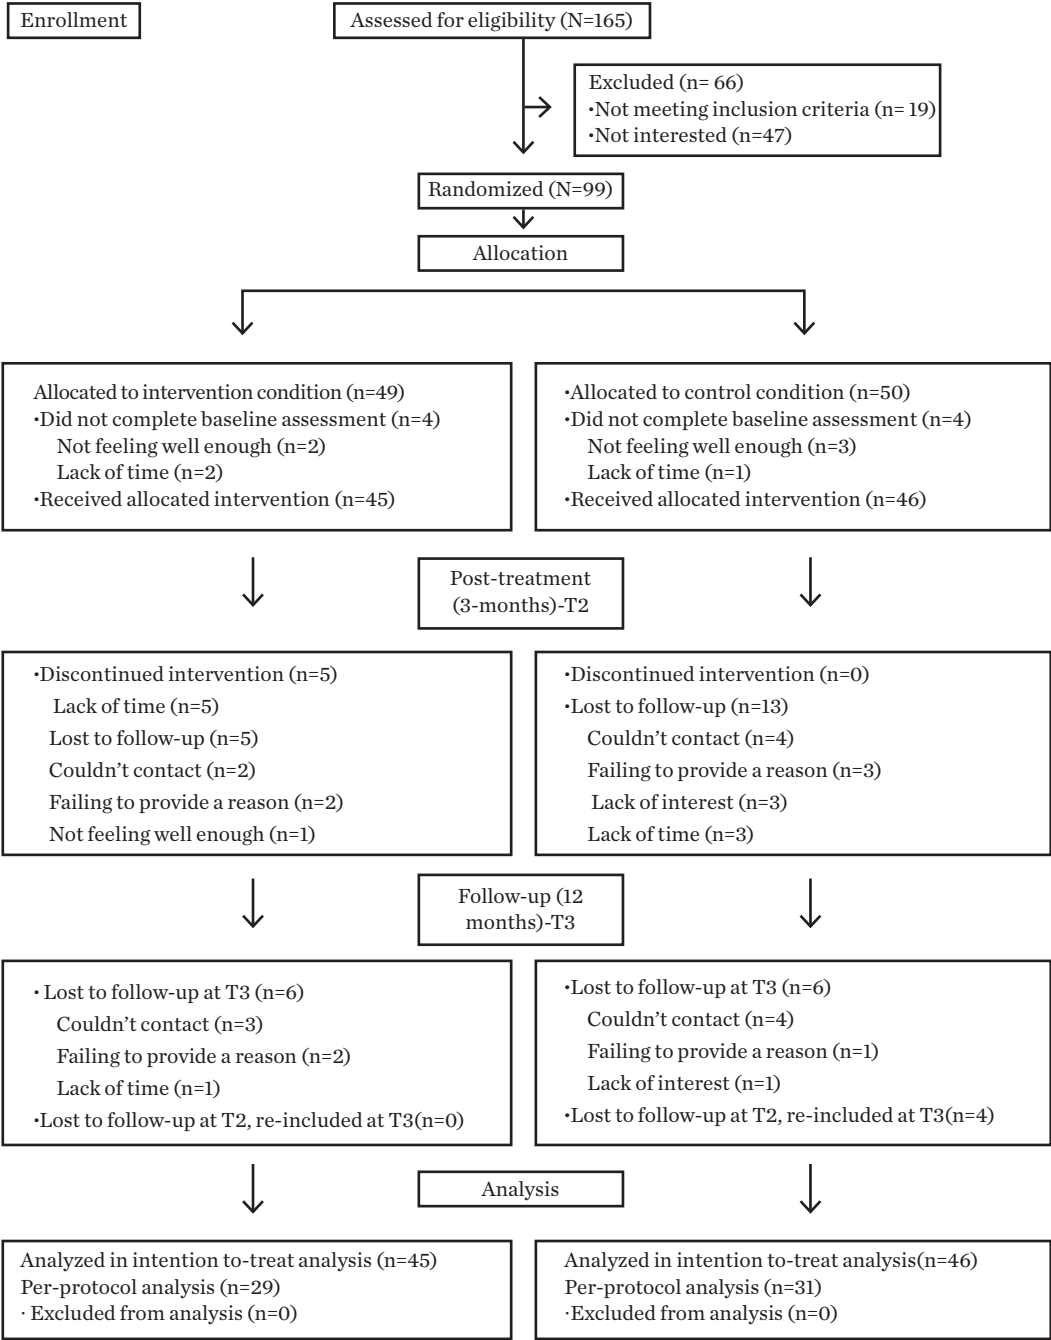 Enrollment
Assessed for eligibility (N=165)
Excluded (n= 66)
·Not meeting inclusion criteria (n= 19)
·Not interested (n=47)
Randomized (N=99)
Allocation
Allocated to intervention condition (n=49)
·Did not complete baseline assessment (n=4)
Not feeling well enough (n=2)
Lack of time (n=2)
·Received allocated intervention (n=45)
·Allocated to control condition (n=50)
·Did not complete baseline assessment (n=4)
Not feeling well enough (n=3)
Lack of time (n=1)
·Received allocated intervention (n=46)
Post-treatment
(3-months)-T2
·Discontinued intervention (n=5)
Lack of time (n=5)
Lost to follow-up (n=5)
Couldn't contact (n=2)
Failing to provide a reason (n=2)
Not feeling well enough (n=1)
·Discontinued intervention (n=0)
·Lost to follow-up (n=13)
Couldn't contact (n=4)
Failing to provide a reason (n=3)
Lack of interest (n=3)
Lack of time (n=3)
Follow-up (12
months)-T3
· Lost to follow-up at T3 (n=6)
Couldn't contact (n=3)
Failing to provide a reason (n=2)
Lack of time (n=1)
·Lost to follow-up at T2, re-included at T3(n=0)
·Lost to follow-up at T3 (n=6)
Couldn't contact (n=4)
Failing to provide a reason (n=1)
Lack of interest (n=1)
·Lost to follow-up at T2, re-included at T3(n=4)
Analysis
Analyzed in intention to-treat analysis (n=45)
Per-protocol analysis (n=29)
· Excluded from analysis (n=0)
Analyzed in intention to-treat analysis(n=46)
Per-protocol analysis (n=31)
·Excluded from analysis (n=0)